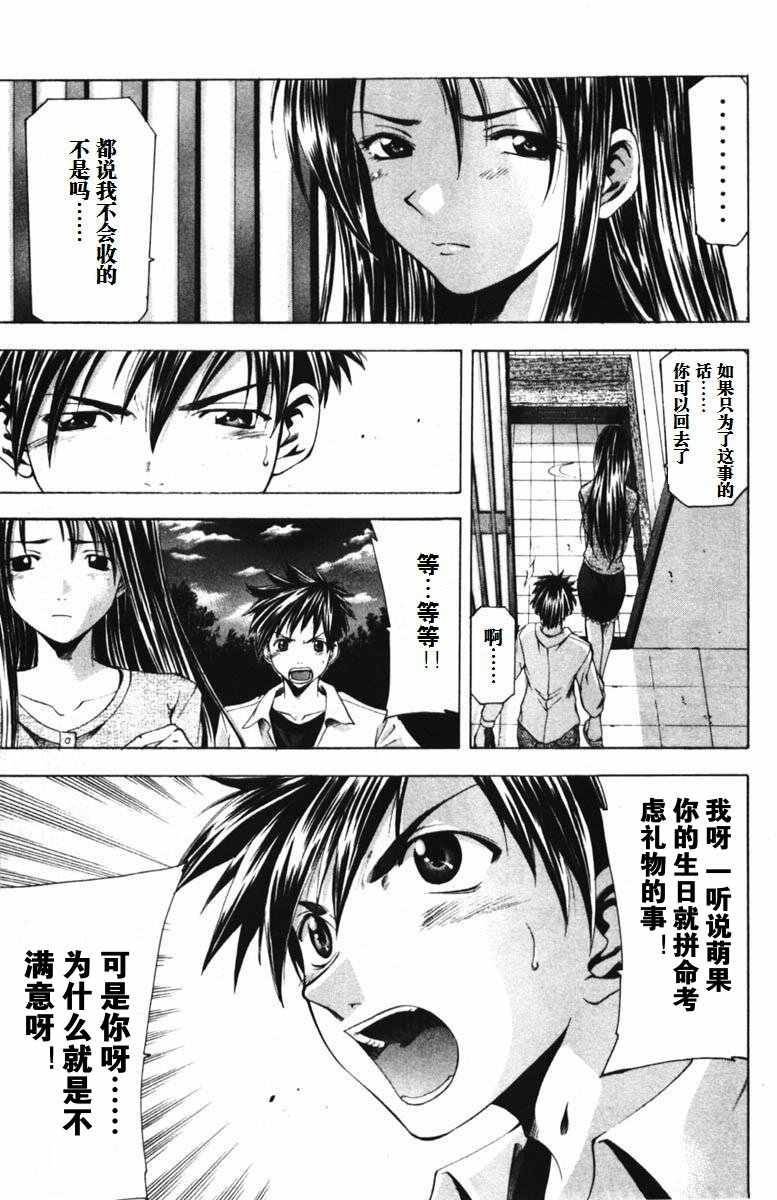 …………
都说我不会收的
不是吗……
如果只为了这事的
话……
你可以回去了
啊……
等…等等!!
我呀 一听说萌果
你的生日就拼命考
虑礼物的事!
可是你呀……
为什么就是不
满意呀!